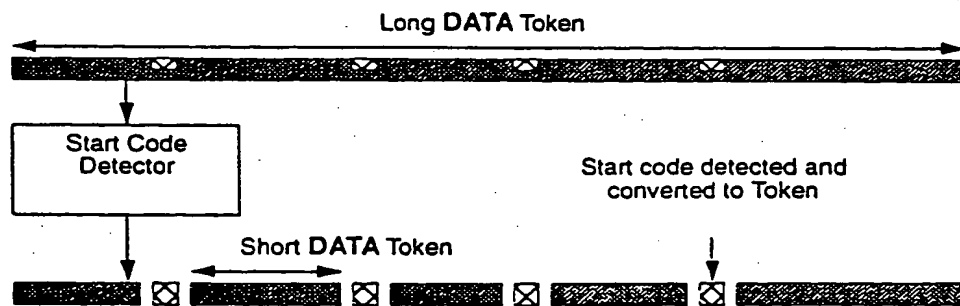 Long DATA Token
Start Code
Detector
Start code detected and
converted to Token
Short DATA Token